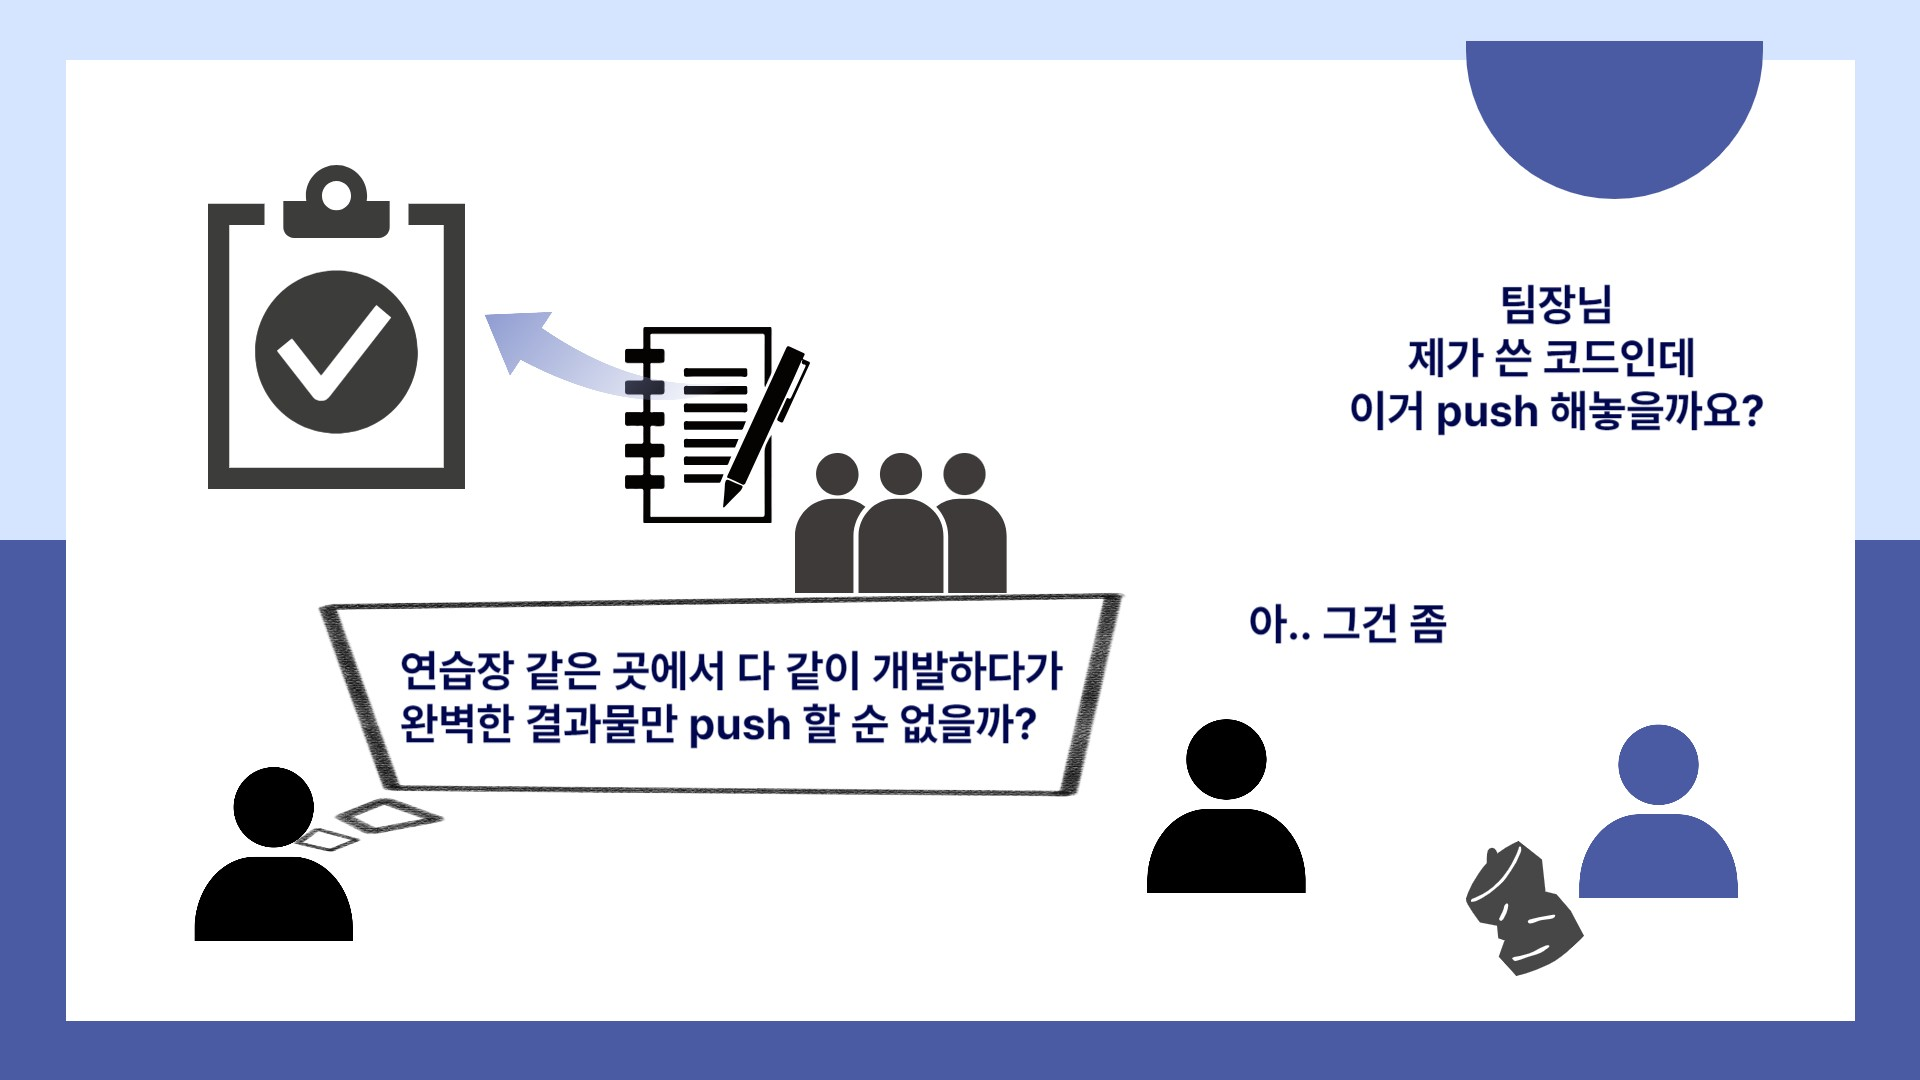 팀장님
제가 쓴 코드인데
이거 push 해놓을까요?
아.. 그건 좀
연습장 같은 곳에서 다 같이 개발하다가
완벽한 결과물만 push 할 순 없을까?